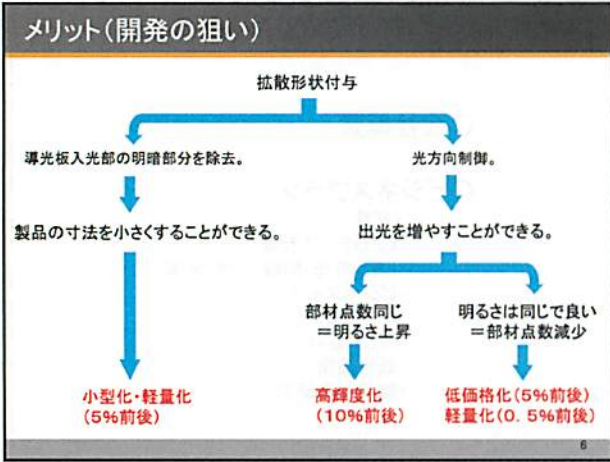 メリット(開発の狙い)
拡散形状付与
導光板入光部の明暗部分を除去。
光方向制御。
製品の寸法を小さくすることができる。
出光を増やすことができる。
部材点数同じ
=明るさ上昇
明るさは同じで良い
=部材点数減少
小型化・軽量化
(5%前後)
高輝度化
(10%前後)
低価格化(5%前後)
軽量化(0. 5%前後)
6